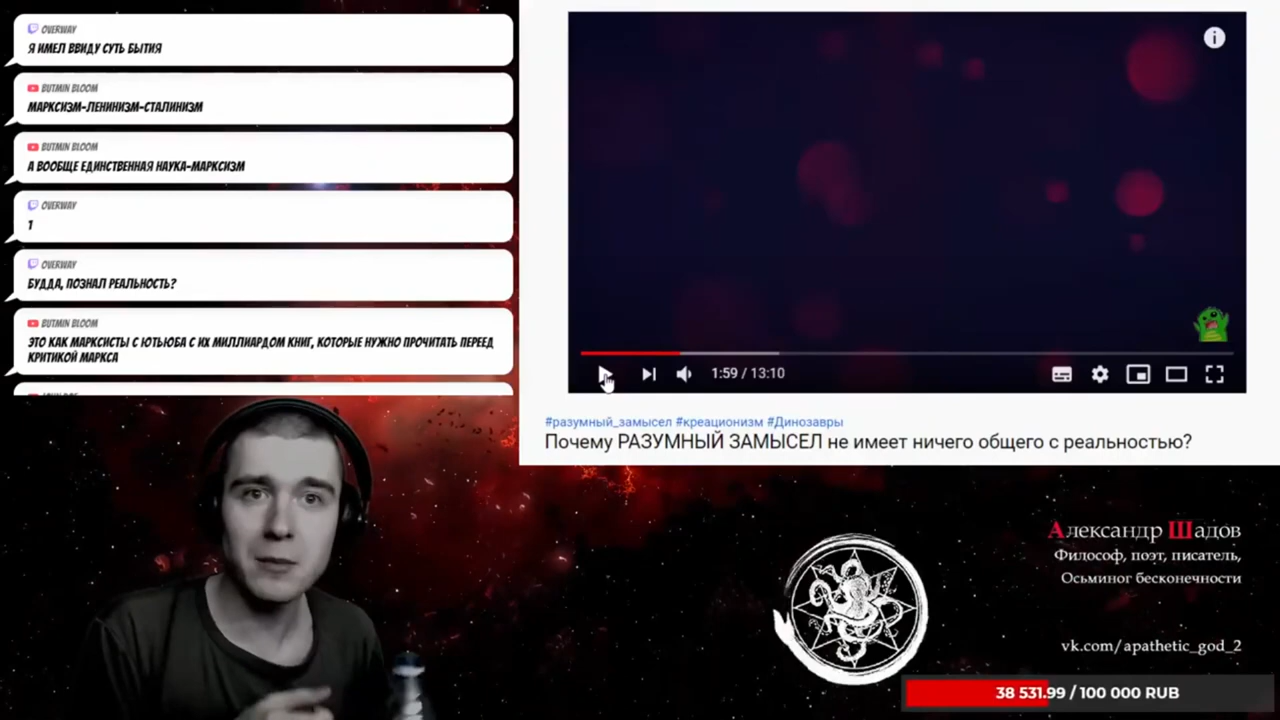 OVERWAY
Я ИМЕЛ ВВИДУ СУТЬ БЫТИЯ
BUTMIN BLOOM
МАРКСИЗМ-ЛЕНИНИЗМ-СТАЛИНИЗМ
BUTMIN BLOOM
А ВООБЩЕ ЕДИНСТВЕННАЯ НАУКА-МАРКСИЗМ
OVERWAY
1
OVERWAY
БУДДА, ПОЗНАЛ РЕАЛЬНОСТЬ?
BUTMIN BLOOM
ЭТО КАК МАРКСИСТЫ С ЮТЬЮБА С ИХ МИЛЛИАРДОМ КНИГ, КОТОРЫЕ НУЖНО ПРОЧИТАТЬ ПЕРЕЕД
КРИТИКОЙ МАРКСА
1:59 / 13:10
#разумный_замысел #креационизм #Динозавры
Почему РАЗУМНЫЙ ЗАМЫСЕЛ не имеет ничего общего с реальностью?
Александр Шадов
Философ, поэт, писатель,
Осьминог бесконечности
vk.com/apathetic_god_2
38 531.99 / 100 000 RUB